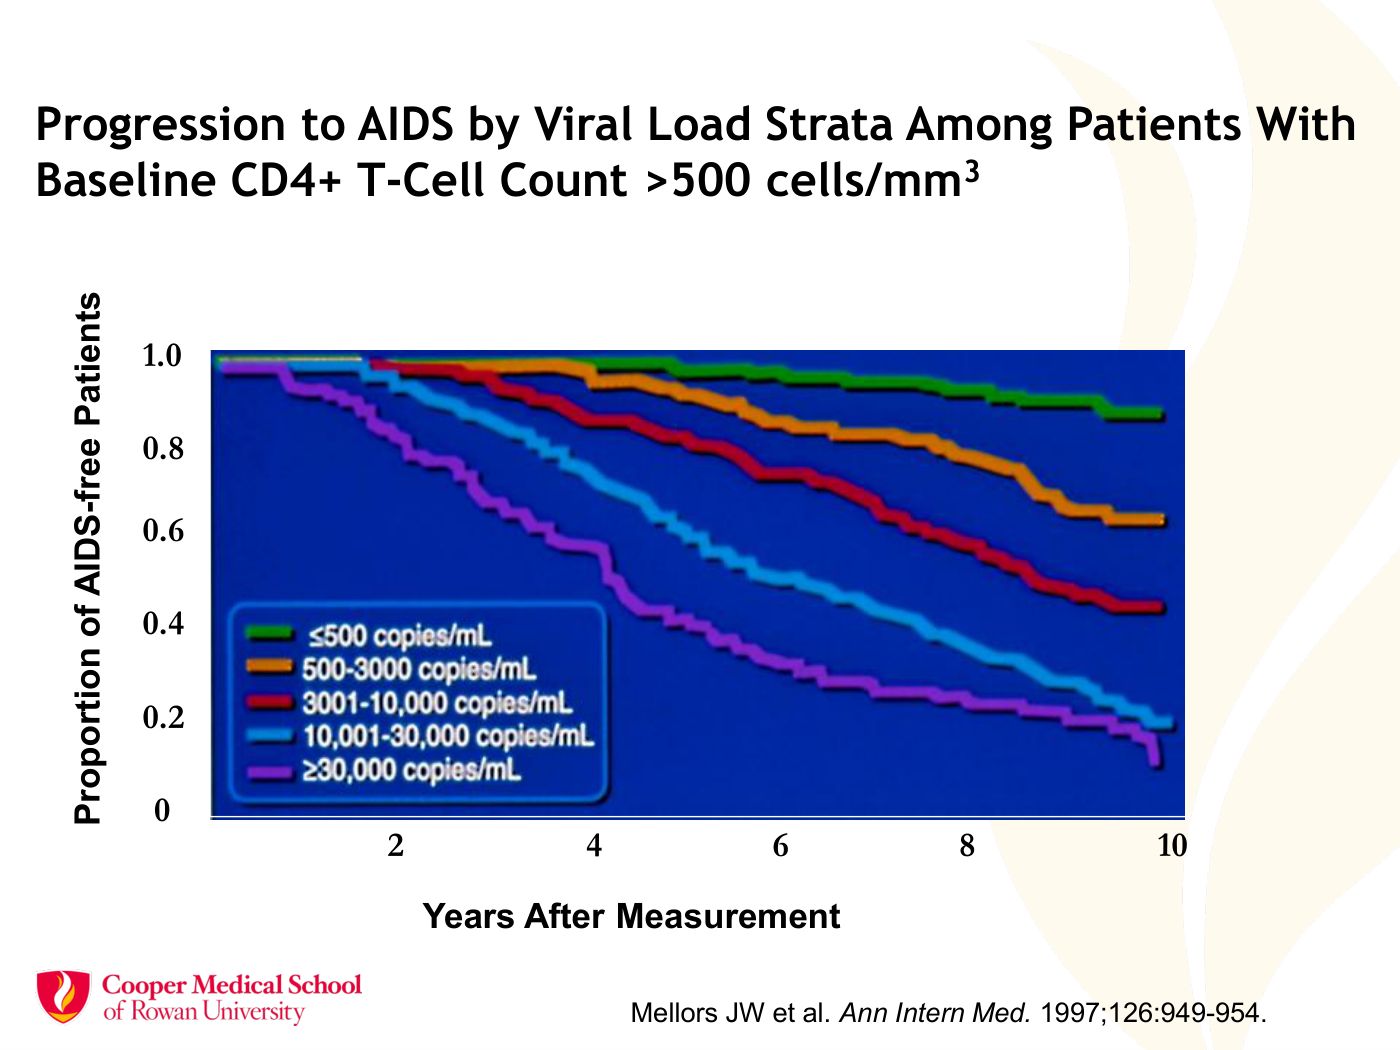 Progression to AIDS by Viral Load Strata Among Patients With
Baseline CD4+ T-Cell Count >500 cells/mm³
Proportion of AIDS-free Patients
1.0
0.8
0.6
0.4
0.2
0
≤500 copies/mL
500-3000 copies/mL
3001-10,000 copies/mL
10,001-30,000 copies/mL
≥30,000 copies/mL
2 4 6 8 10
Years After Measurement
Cooper Medical School
of Rowan University
Mellors JW et al. Ann Intern Med. 1997;126:949-954.